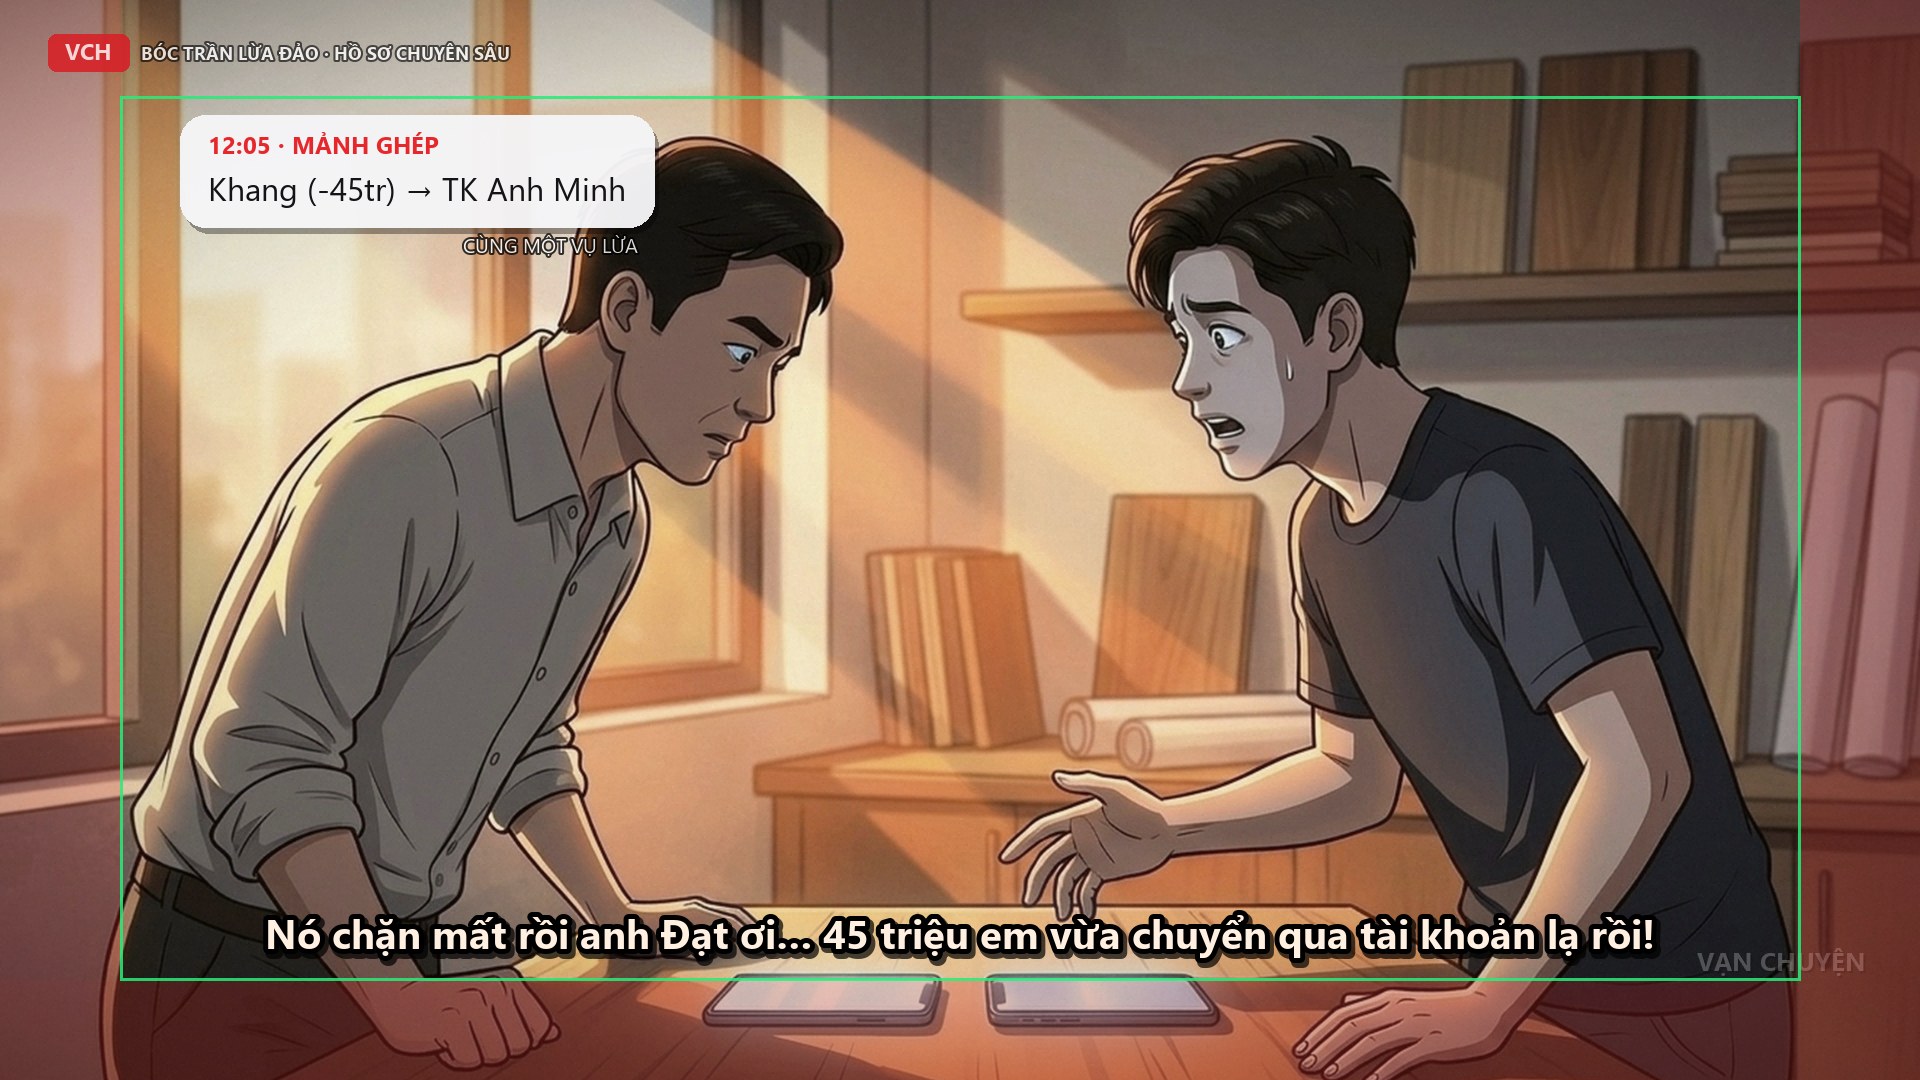 VCH BÓC TRẦN LỪA ĐẢO · HỒ SƠ CHUYÊN SÂU
12:05 · MẢNH GHÉP
Khang (-45tr) → TK Anh Minh
CÙNG MỘT VỤ LỪA
Nó chặn mất rồi anh Đạt ơi... 45 triệu em vừa chuyển qua tài khoản lạ rồi!
VẠN CHUYỆN